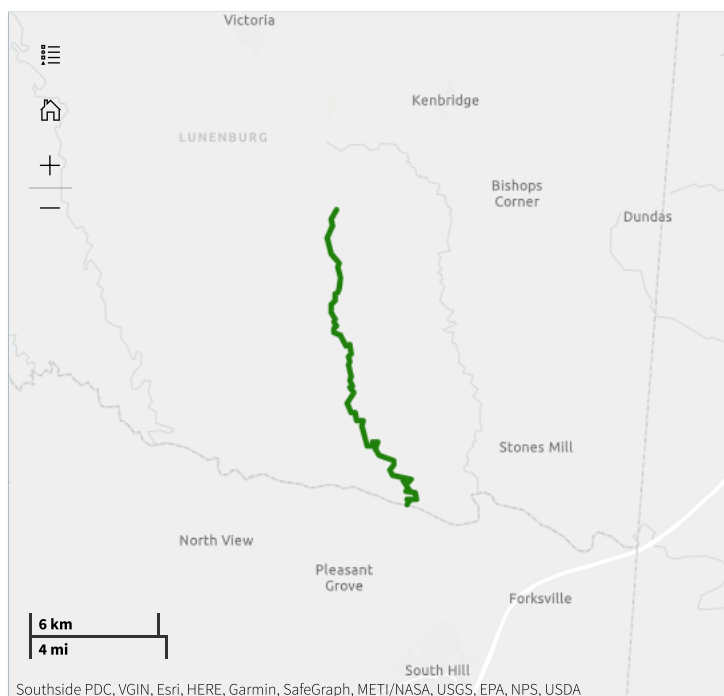 Victoria
Kenbridge
LUNENBURG
Bishops
Corner
Dundas
Stones Mill
North View
Pleasant
Grove
Forksville
6 km
4 mi
South Hill
Southside PDC, VGIN, Esri, HERE, Garmin, SafeGraph, METI/NASA, USGS, EPA, NPS, USDA